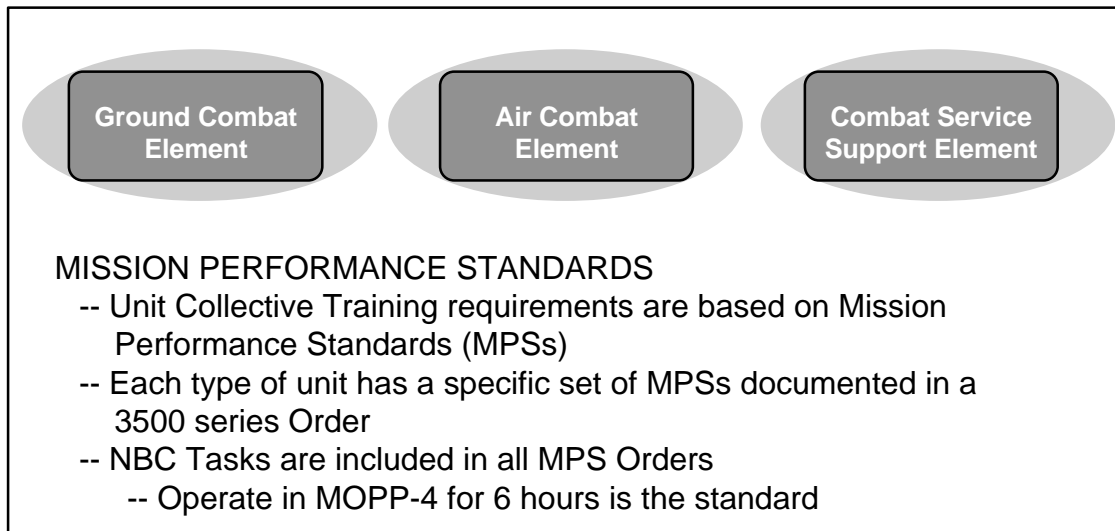 Ground Combat
Element
Air Combat
Element
Combat Service
Support Element
MISSION PERFORMANCE STANDARDS
-- Unit Collective Training requirements are based on Mission
Performance Standards (MPSs)
-- Each type of unit has a specific set of MPSs documented in a
3500 series Order
-- NBC Tasks are included in all MPS Orders
-- Operate in MOPP-4 for 6 hours is the standard